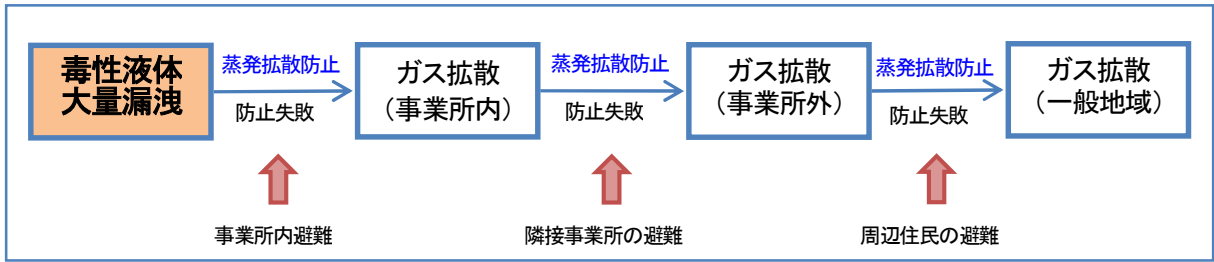 毒性液体
大量漏洩
蒸発拡散防止
防止失敗
ガス拡散
（事業所内）
蒸発拡散防止
防止失敗
ガス拡散
（事業所外）
蒸発拡散防止
防止失敗
ガス拡散
（一般地域）
事業所内避難
隣接事業所の避難
周辺住民の避難